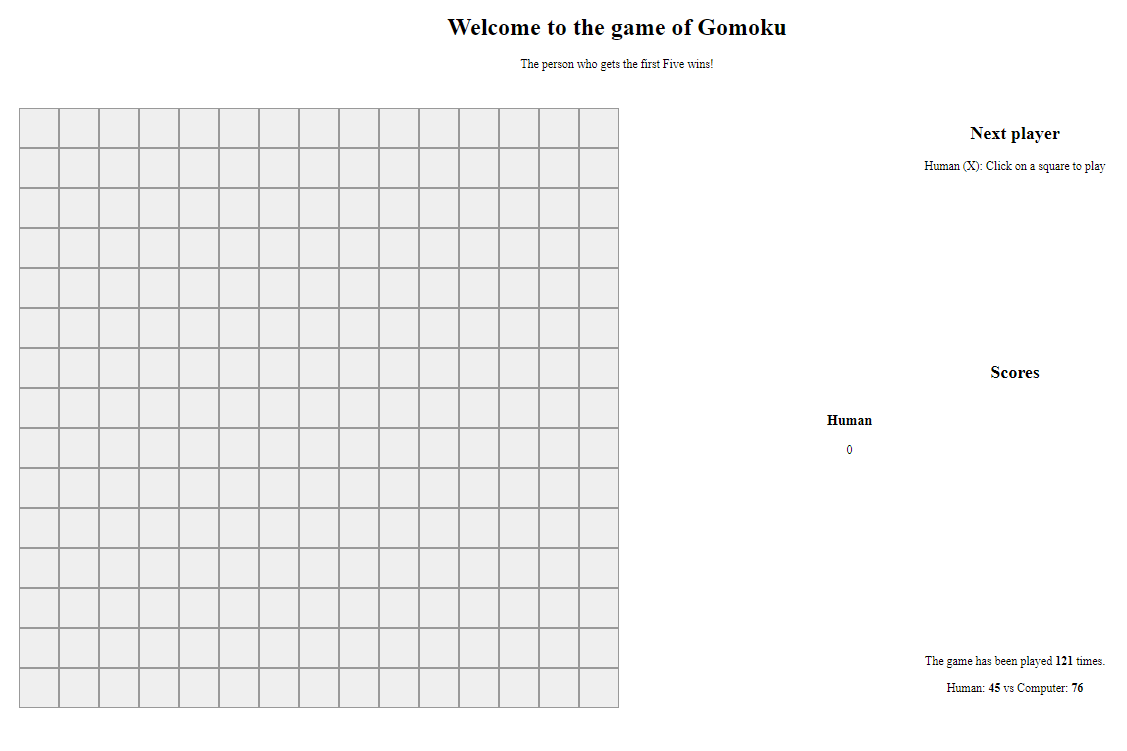 Welcome to the game of Gomoku
The person who gets the first Five wins!
Next player
Human (X): Click on a square to play
Scores
Human
0
The game has been played 121 times.
Human: 45 vs Computer: 76